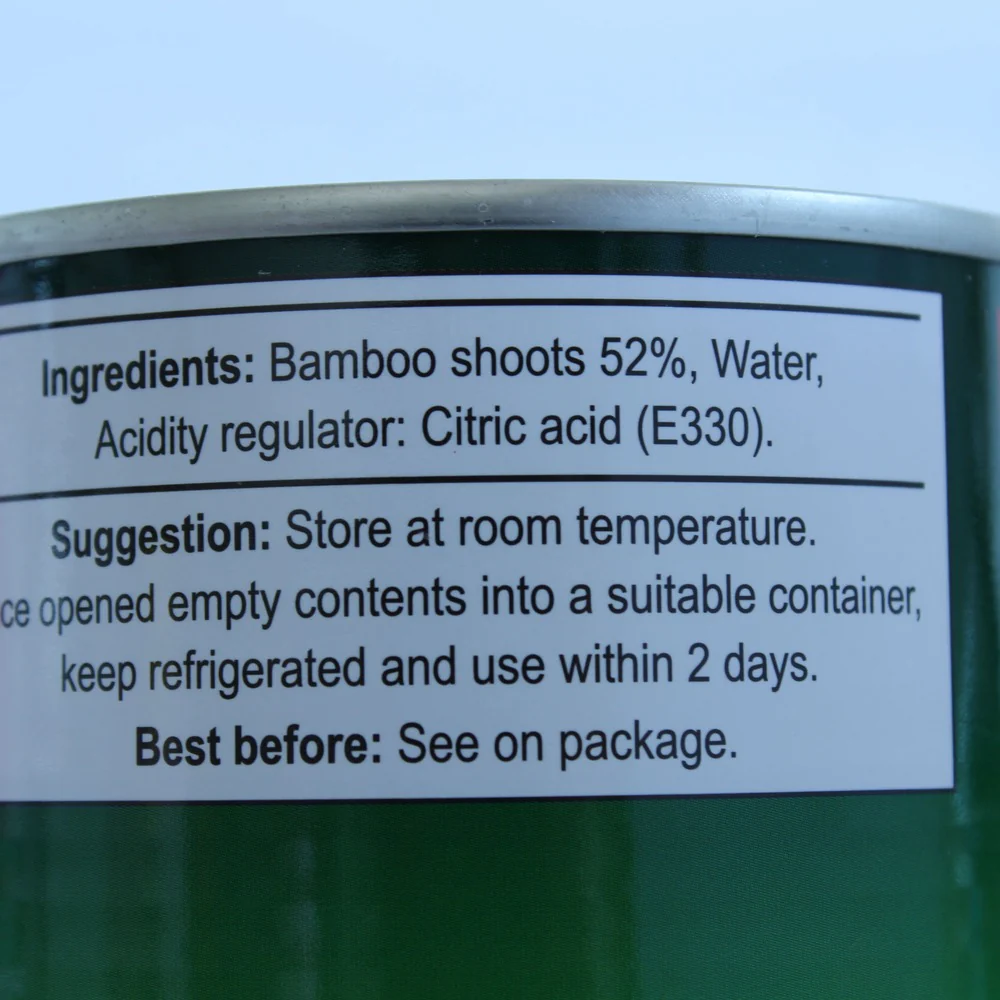 Ingredients: Bamboo shoots 52%, Water,
Acidity regulator: Citric acid (E330).
Suggestion: Store at room temperature.
ce opened empty contents into a suitable container,
keep refrigerated and use within 2 days.
Best before: See on package.